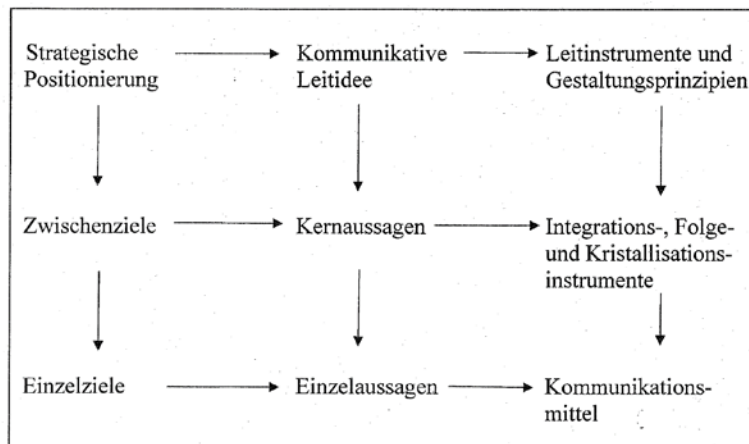 Strategische
Positionierung
Kommunikative
Leitidee
Leitinstrumente und
Gestaltungsprinzipien
Zwischenziele
Kernaussagen
Integrations-, Folge-
und Kristallisations-
instrumente
Einzelziele
Einzelaussagen
Kommunikations-
mittel